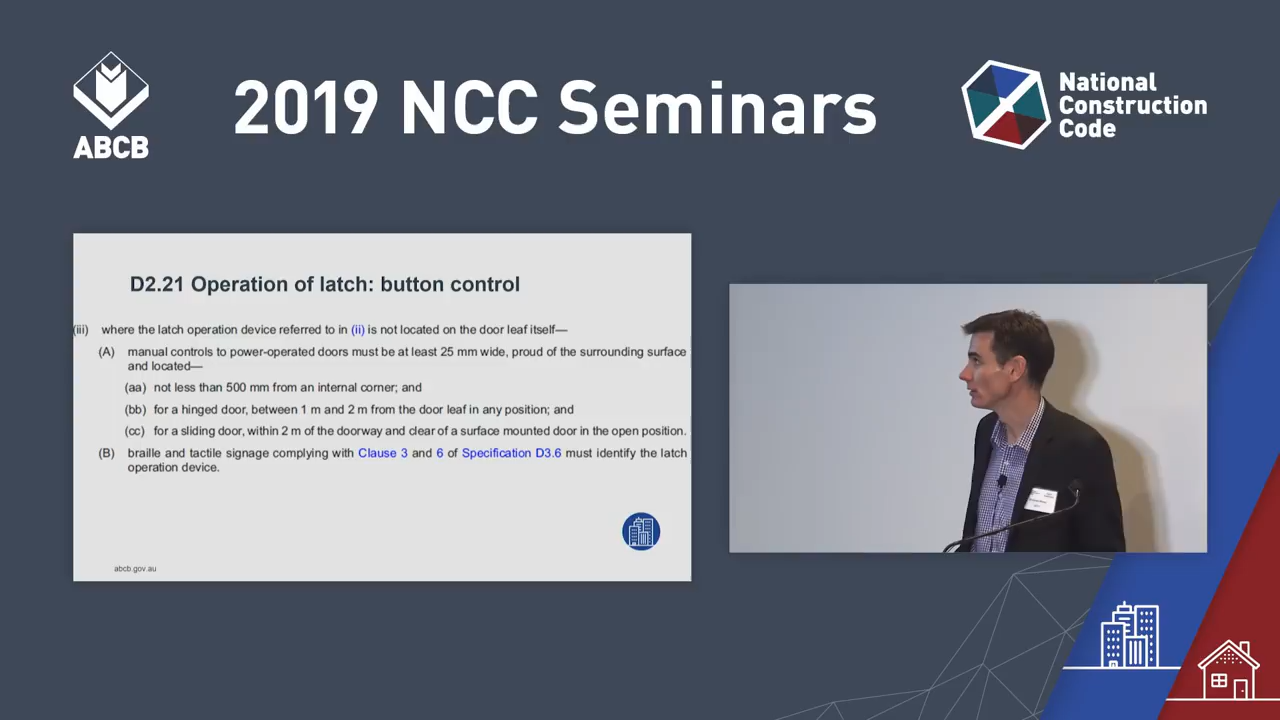 ABCB
2019 NCC Seminars
National
Construction
Code
D2.21 Operation of latch: button control
(iii) where the latch operation device referred to in (ii) is not located on the door leaf itself—
(A) manual controls to power-operated doors must be at least 25 mm wide, proud of the surrounding surface
and located—
(aa) not less than 500 mm from an internal corner; and
(bb) for a hinged door, between 1 m and 2 m from the door leaf in any position; and
(cc) for a sliding door, within 2 m of the doorway and clear of a surface mounted door in the open position.
(B) braille and tactile signage complying with Clause 3 and 6 of Specification D3.6 must identify the latch
operation device.
abcb.gov.au